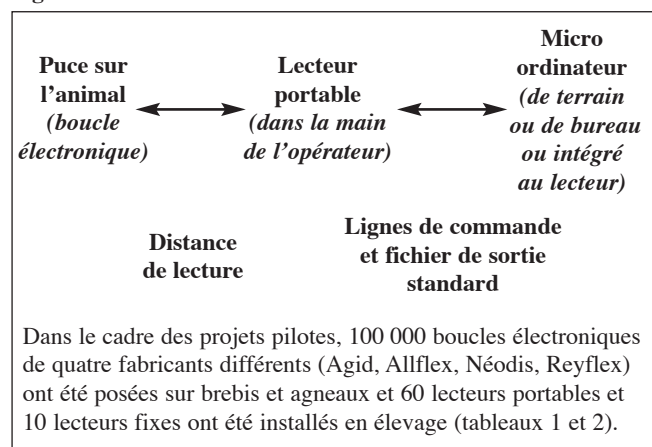 Puce sur
l'animal
(boucle
électronique)
Lecteur
portable
(dans la main
de l'opérateur)
Micro
ordinateur
(de terrain
ou de bureau
ou intégré
au lecteur)
Distance
de lecture
Lignes de commande
et fichier de sortie
standard
Dans le cadre des projets pilotes, 100 000 boucles électroniques
de quatre fabricants différents (Agid, Allflex, Néodis, Reyflex)
ont été posées sur brebis et agneaux et 60 lecteurs portables et
10 lecteurs fixes ont été installés en élevage (tableaux 1 et 2).